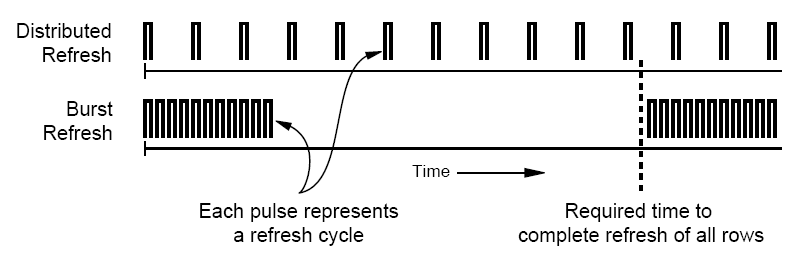 Distributed
Refresh
Burst
Refresh
Time
Each pulse represents
a refresh cycle
Required time to
complete refresh of all rows